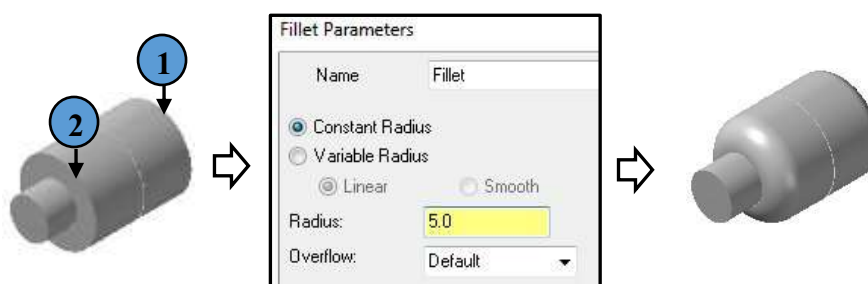 1
2
Fillet Parameters
Name Fillet
Constant Radius
Variable Radius
Linear Smooth
Radius: 5.0
Overflow: Default